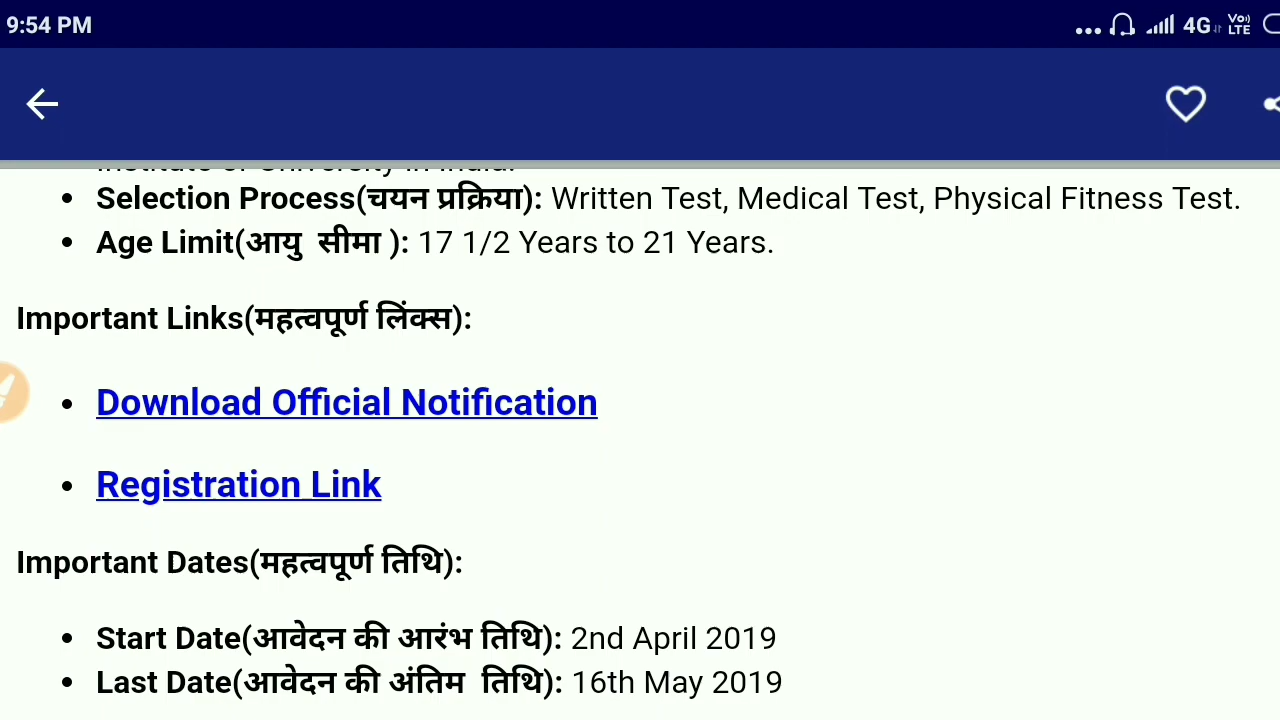 9:54 PM
4G Vo) LTE
Selection Process(चयन प्रक्रिया): Written Test, Medical Test, Physical Fitness Test.
Age Limit(आयु सीमा ): 17 1/2 Years to 21 Years.
Important Links(महत्वपूर्ण लिंक्स):
Download Official Notification
Registration Link
Important Dates(महत्वपूर्ण तिथि):
Start Date(आवेदन की आरंभ तिथि): 2nd April 2019
Last Date(आवेदन की अंतिम तिथि): 16th May 2019